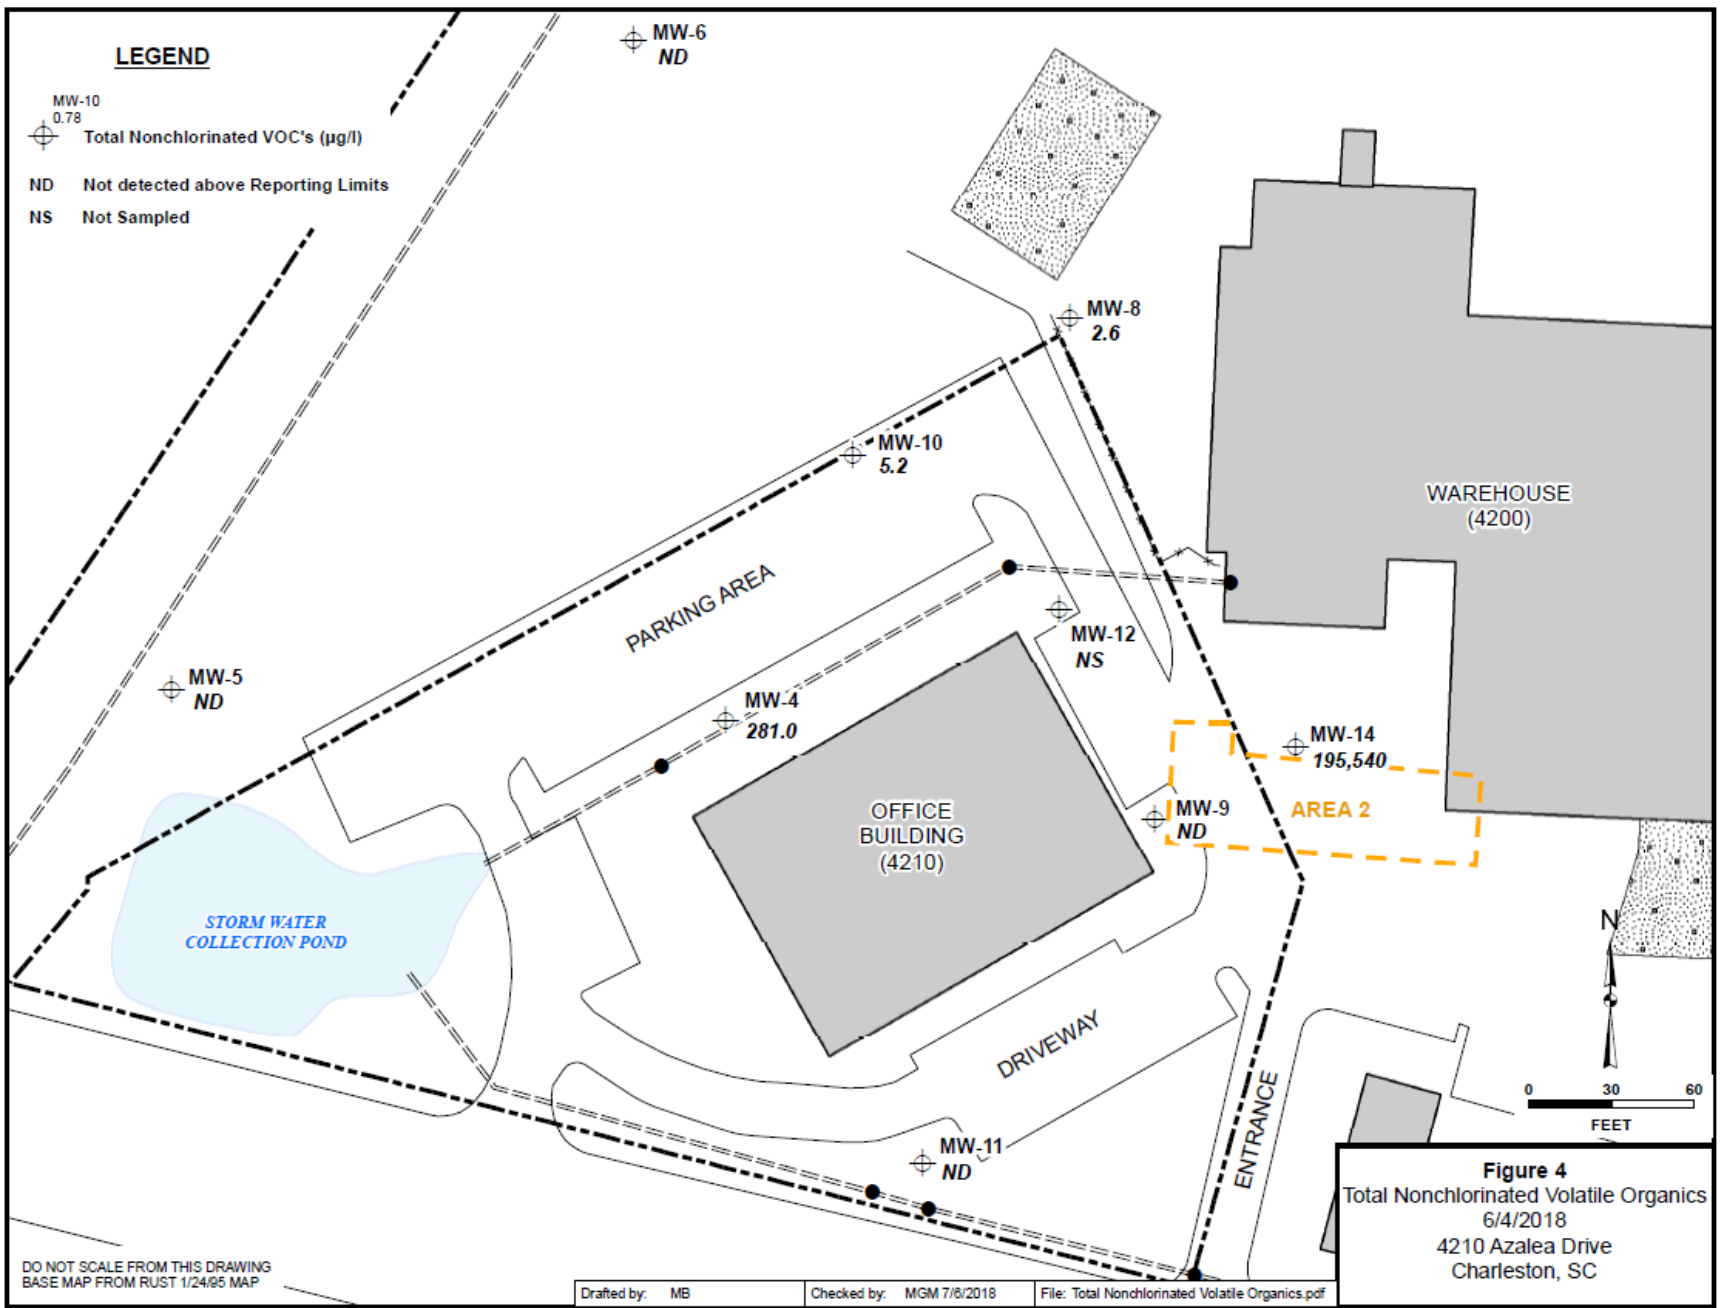 LEGEND
MW-10
0.78
Total Nonchlorinated VOC's (µg/l)
ND Not detected above Reporting Limits
NS Not Sampled
MW-6
ND
MW-8
2.6
MW-10
5.2
WAREHOUSE
(4200)
PARKING AREA
MW-12
NS
MW-5
ND
MW-4
281.0
MW-14
195,540
AREA 2
MW-9
ND
OFFICE
BUILDING
(4210)
STORM WATER
COLLECTION POND
DRIVEWAY
ENTRANCE
MW-11
ND
N
0 30 60
FEET
Figure 4
Total Nonchlorinated Volatile Organics
6/4/2018
4210 Azalea Drive
Charleston, SC
DO NOT SCALE FROM THIS DRAWING
BASE MAP FROM RUST 1/24/95 MAP
Drafted by: MB
Checked by: MGM 7/6/2018
File: Total Nonchlorinated Volatile Organics.pdf